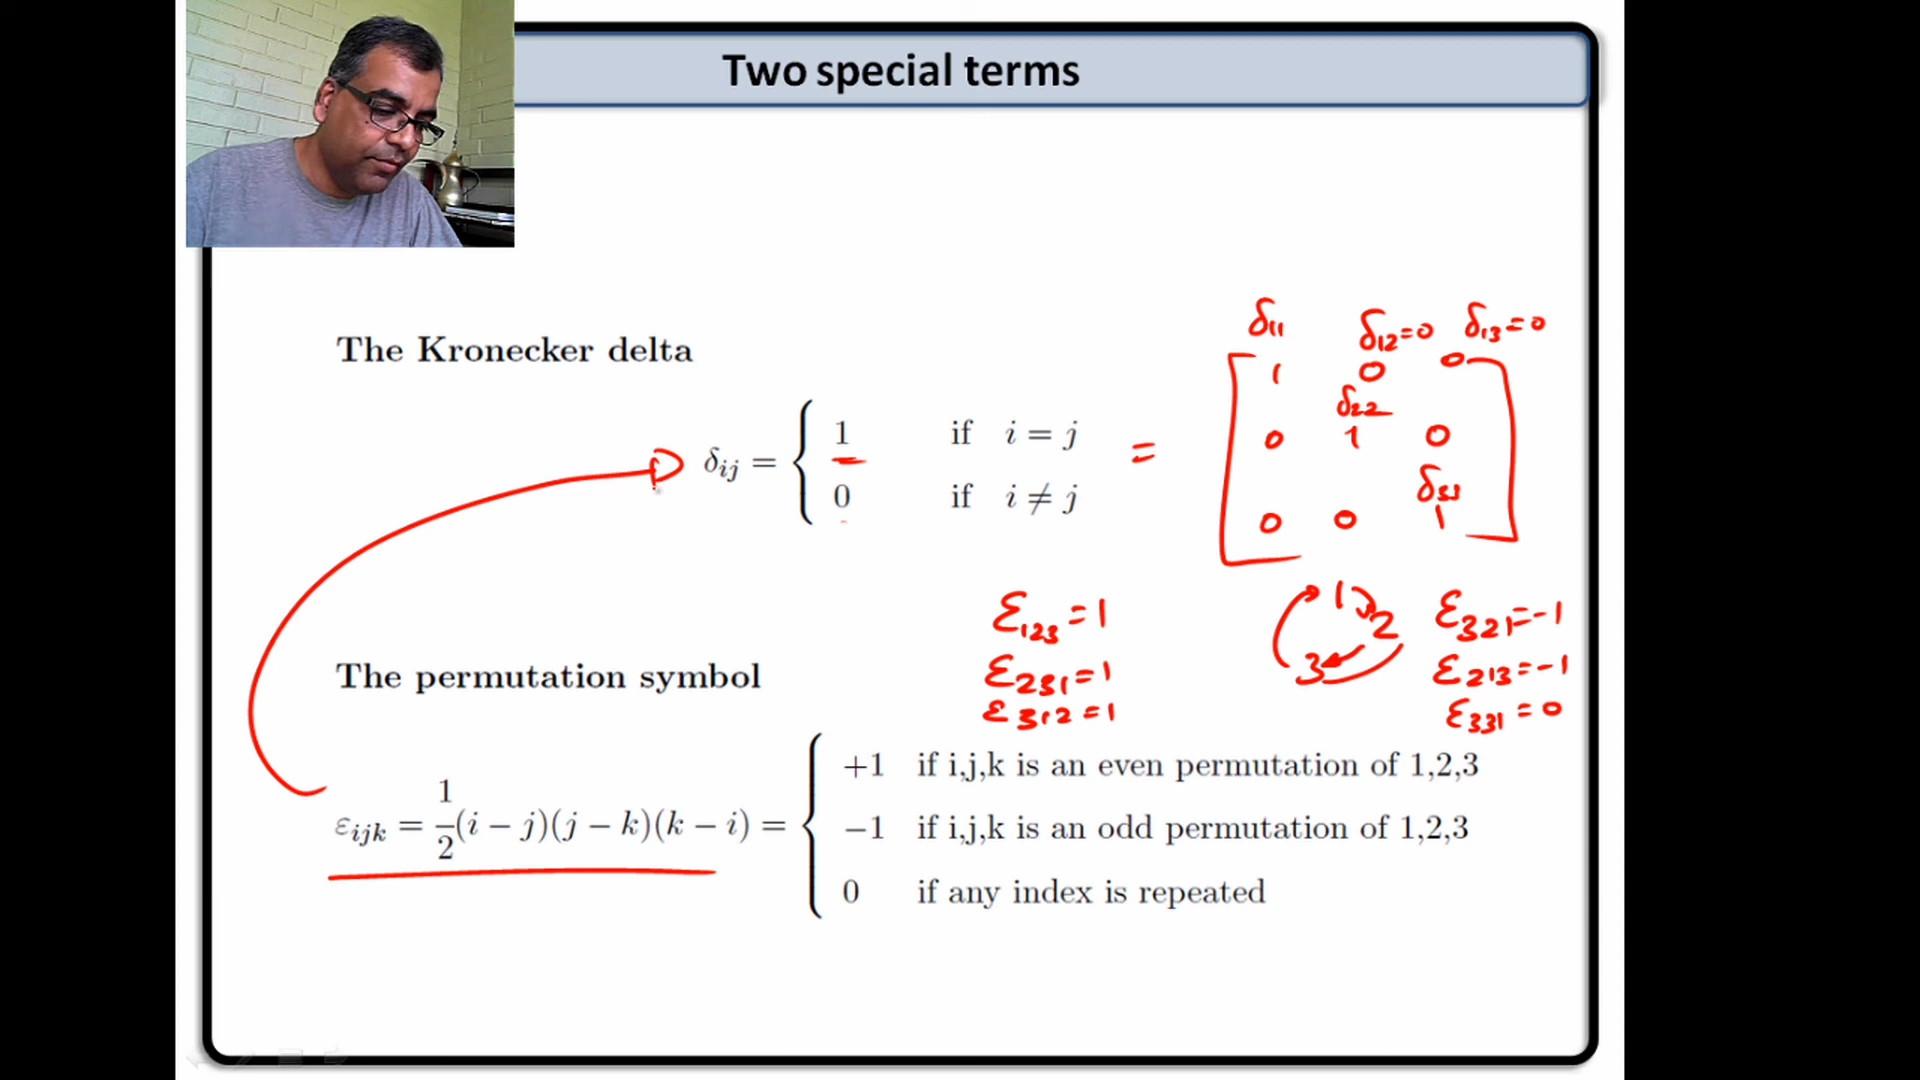 Two special terms
δ11 δ12=0 δ13=0
The Kronecker delta
1 0 0
δ22
δij = { 1 if i = j = 0 1 0
δ33
0 if i ≠ j
0 0 1
ε123=1 1 2 3 ε321=-1
The permutation symbol ε231=1 ε213=-1
ε312=1 ε331=0
+1 if i,j,k is an even permutation of 1,2,3
εijk = 1/2(i − j)(j − k)(k − i) = { −1 if i,j,k is an odd permutation of 1,2,3
0 if any index is repeated